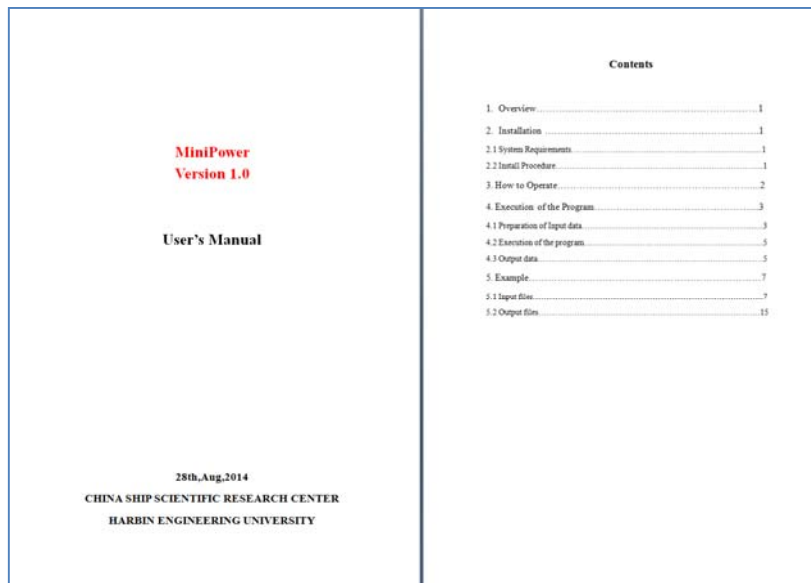 MiniPower
Version 1.0
User's Manual
28th,Aug,2014
CHINA SHIP SCIENTIFIC RESEARCH CENTER
HARBIN ENGINEERING UNIVERSITY
Contents
1. Overview.....1
2. Installation.....1
2.1 System Requirements.....1
2.2 Install Procedure.....1
3. How to Operate.....2
4. Execution of the Program.....3
4.1 Preparation of Input data.....3
4.2 Execution of the program.....5
4.3 Output data.....5
5. Example.....7
5.1 Input files.....7
5.2 Output files.....15